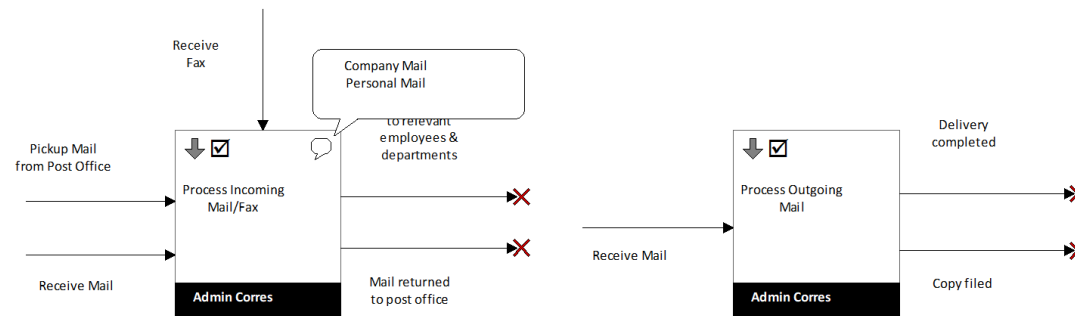 Receive
Fax
Company Mail
Personal Mail
to relevant
employees &
departments
Pickup Mail
from Post Office
Process Incoming
Mail/Fax
Receive Mail
Mail returned
to post office
Admin Corres
Delivery
completed
Process Outgoing
Mail
Receive Mail
Copy filed
Admin Corres